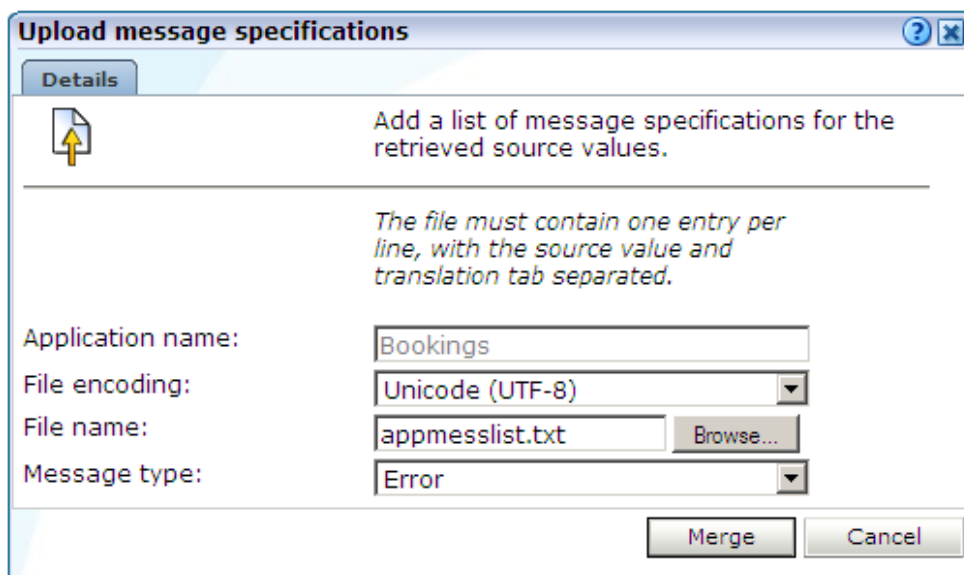 Upload message specifications
Details
Add a list of message specifications for the
retrieved source values.
The file must contain one entry per
line, with the source value and
translation tab separated.
Application name: Bookings
File encoding: Unicode (UTF-8)
File name: appmesslist.txt Browse...
Message type: Error
Merge Cancel